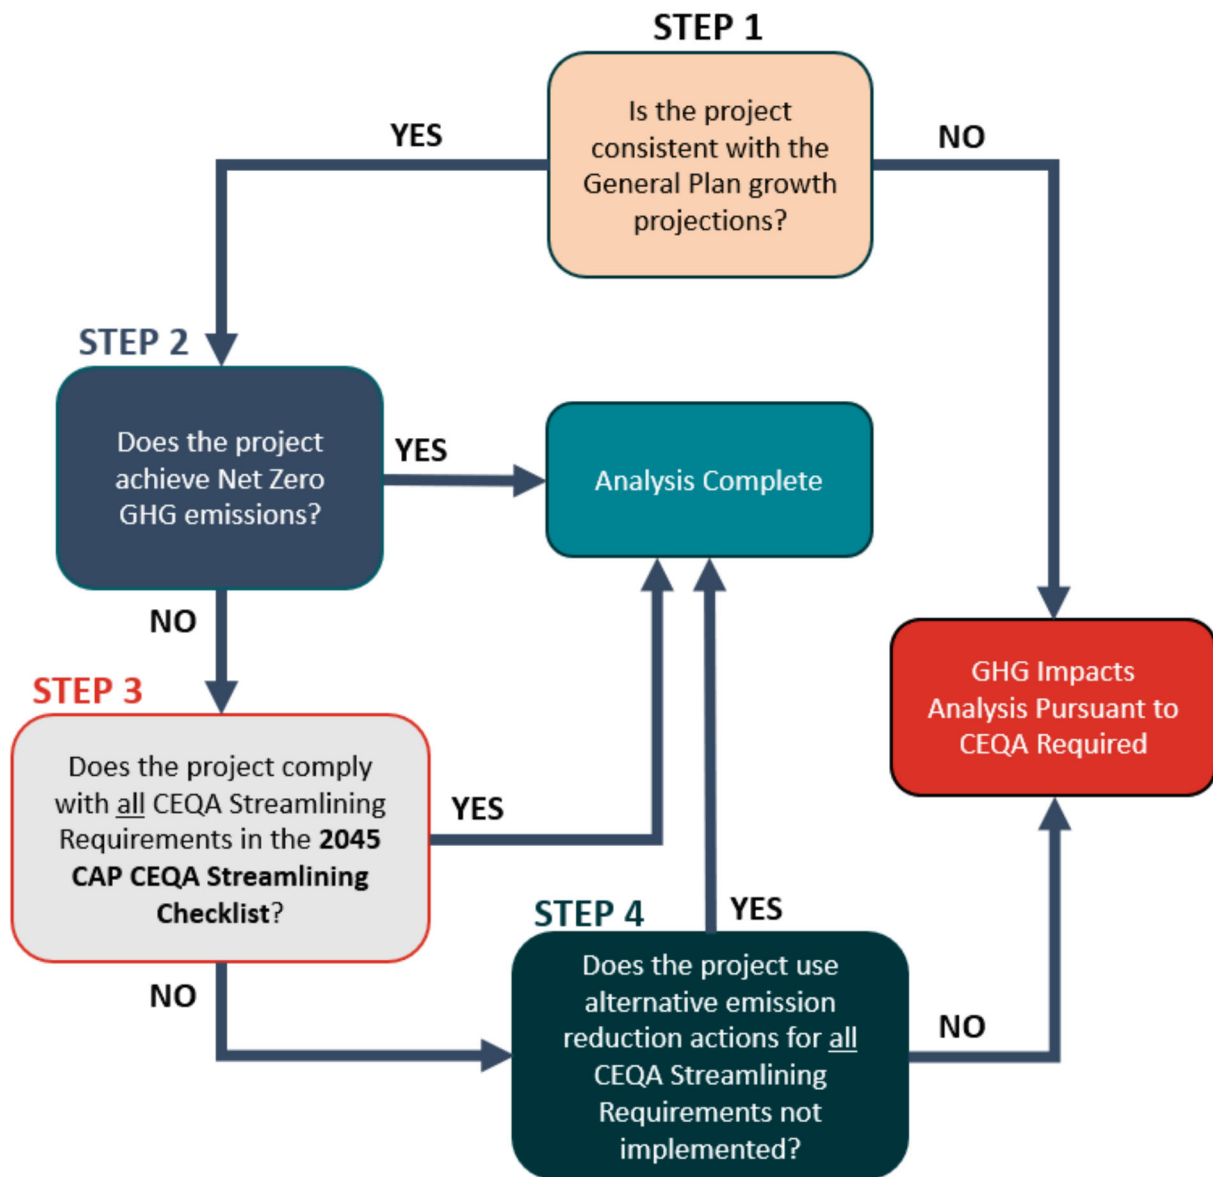 STEP 1
Is the project
consistent with the
General Plan growth
projections?
YES
NO
STEP 2
Does the project
achieve Net Zero
GHG emissions?
YES
NO
Analysis Complete
GHG Impacts
Analysis Pursuant to
CEQA Required
STEP 3
Does the project comply
with all CEQA Streamlining
Requirements in the 2045
CAP CEQA Streamlining
Checklist?
YES
NO
STEP 4
Does the project use
alternative emission
reduction actions for all
CEQA Streamlining
Requirements not
implemented?
YES
NO